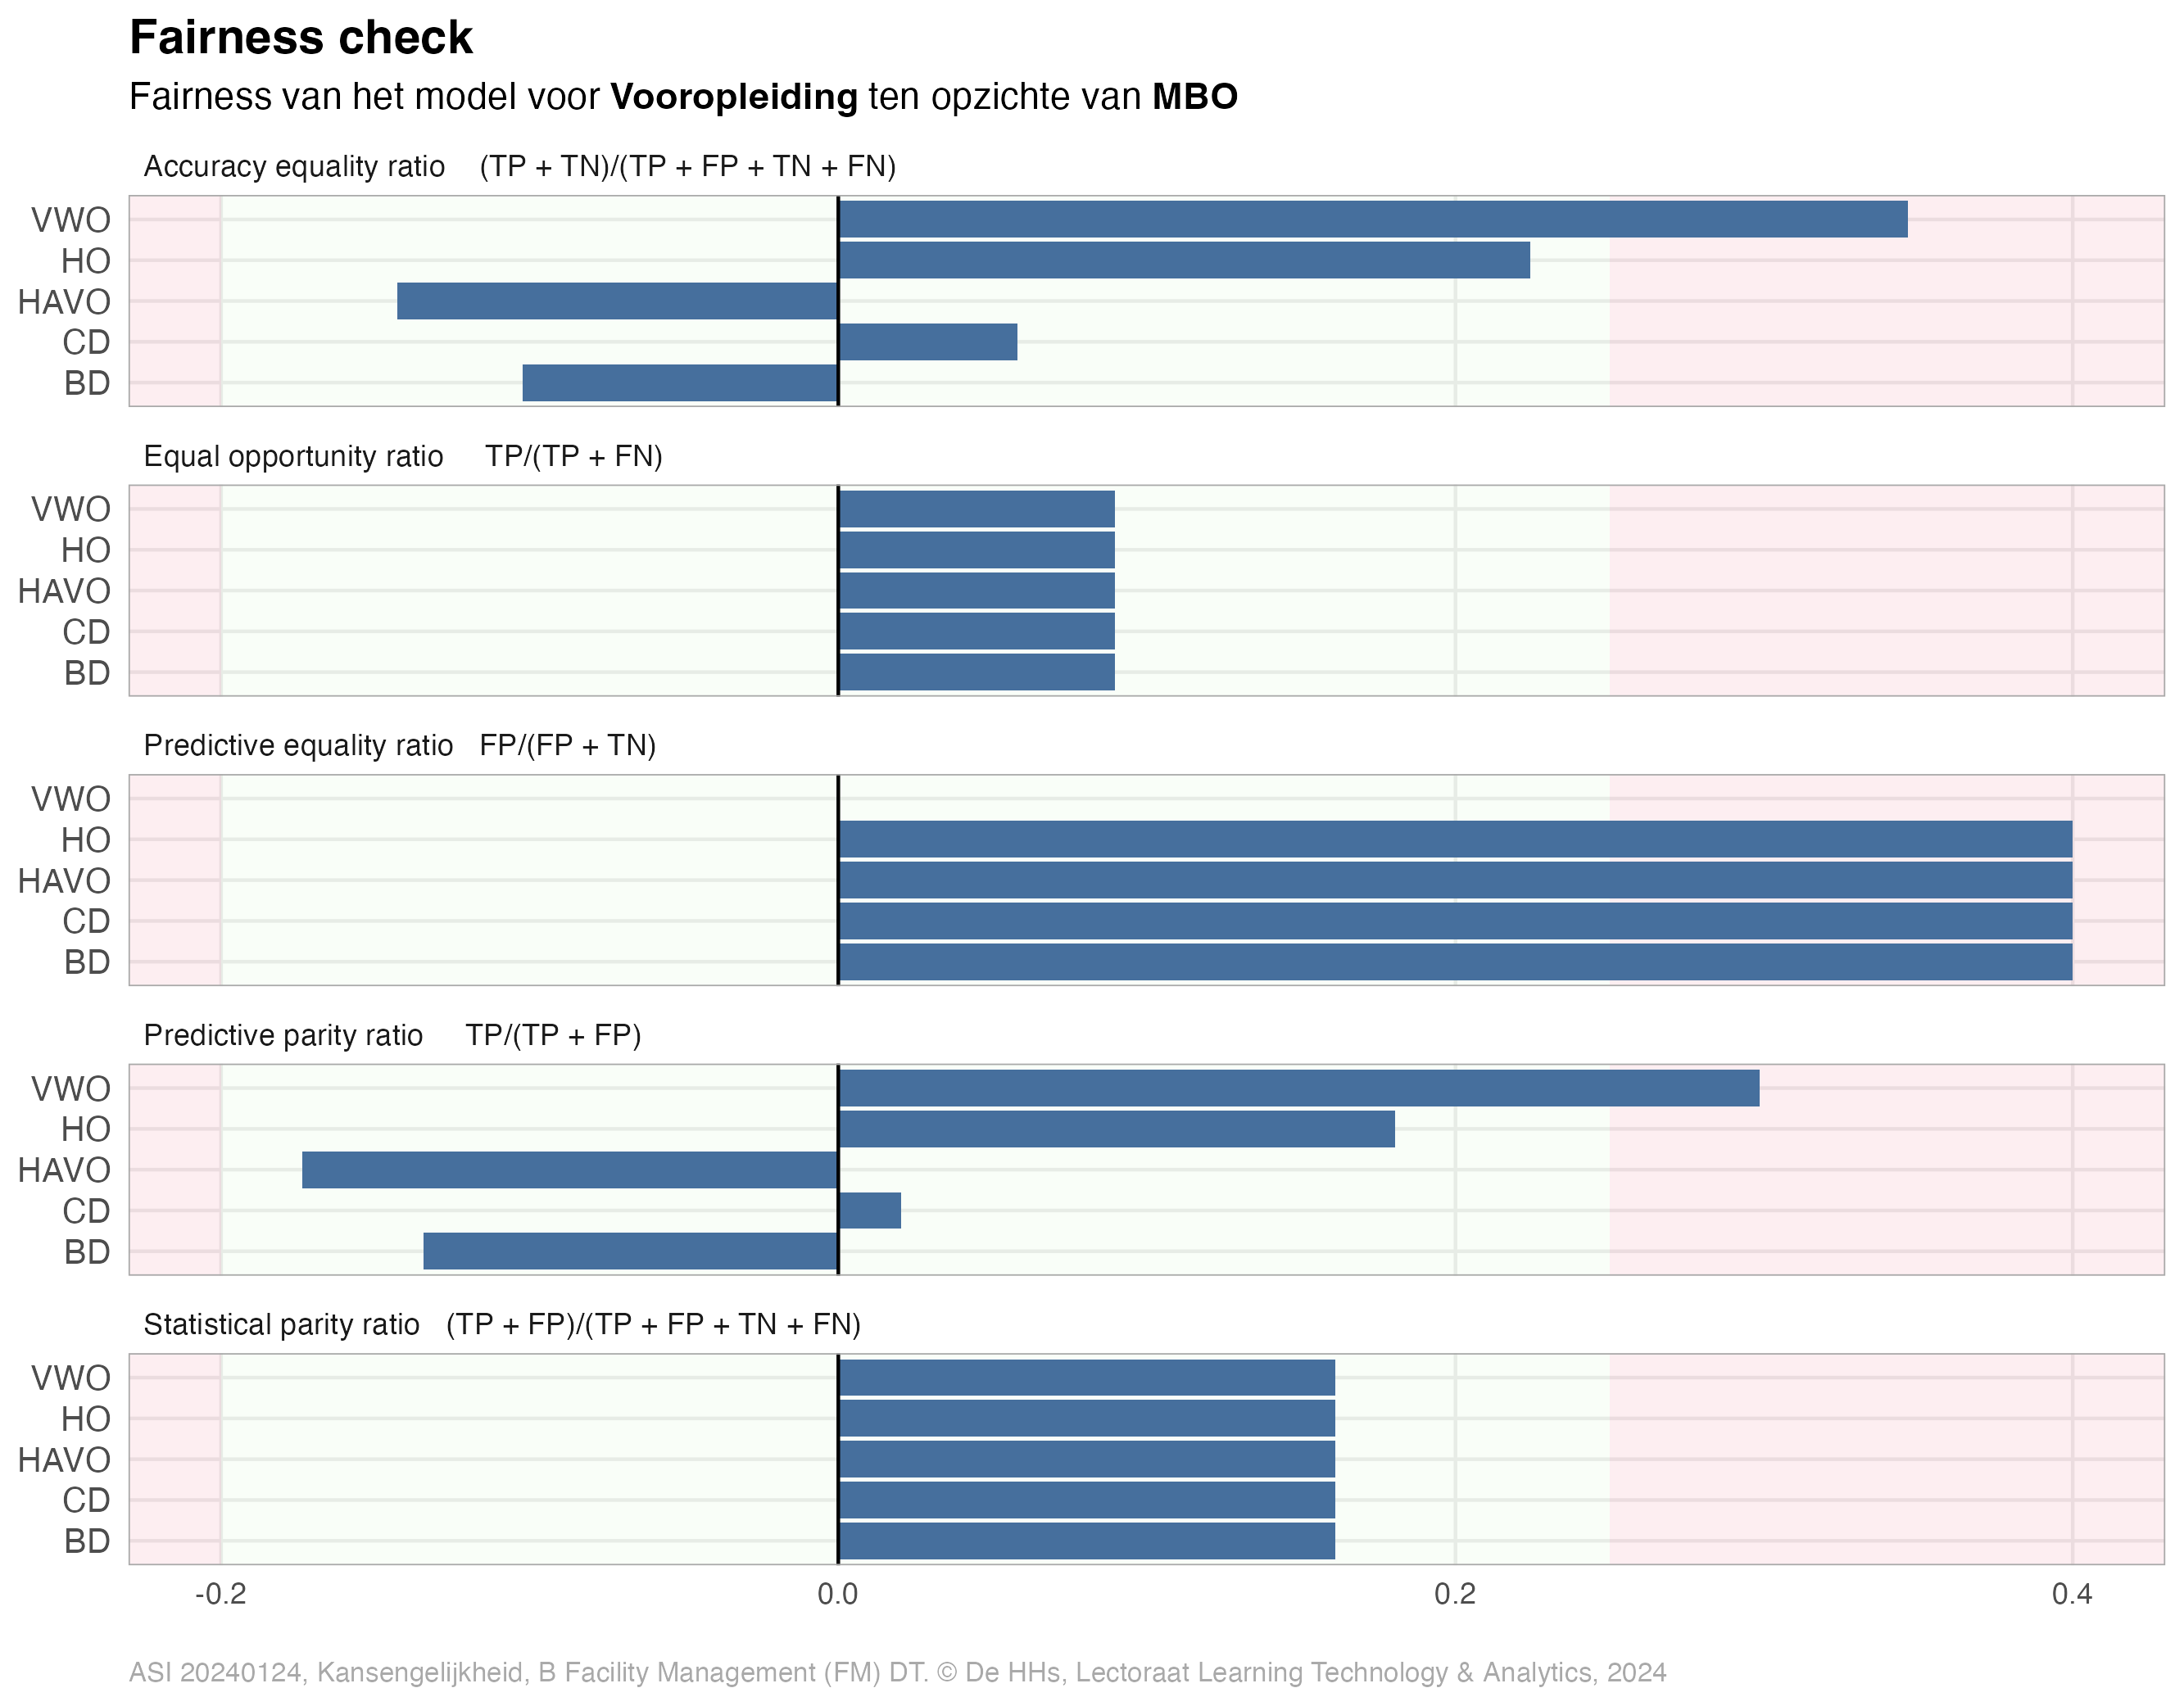 Fairness check
Fairness van het model voor Vooropleiding ten opzichte van MBO
Accuracy equality ratio (TP + TN)/(TP + FP + TN + FN)
VWO
HO
HAVO
CD
BD
Equal opportunity ratio TP/(TP + FN)
VWO
HO
HAVO
CD
BD
Predictive equality ratio FP/(FP + TN)
VWO
HO
HAVO
CD
BD
Predictive parity ratio TP/(TP + FP)
VWO
HO
HAVO
CD
BD
Statistical parity ratio (TP + FP)/(TP + FP + TN + FN)
VWO
HO
HAVO
CD
BD
-0.2 0.0 0.2 0.4
ASI 20240124, Kansengelijkheid, B Facility Management (FM) DT. © De HHs, Lectoraat Learning Technology & Analytics, 2024